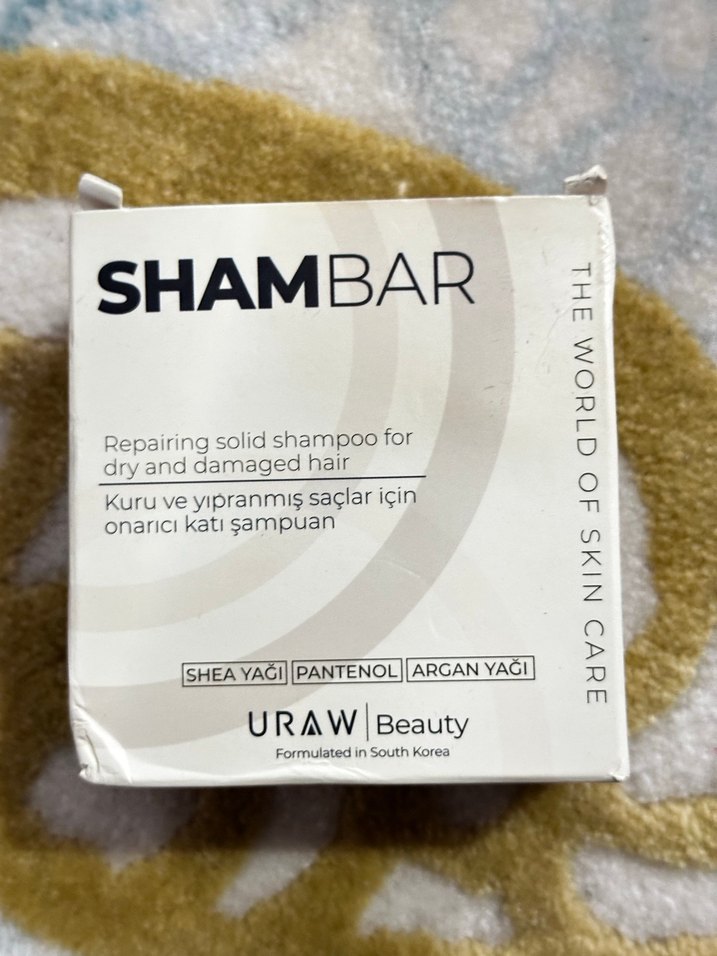 SHAMBAR
Repairing solid shampoo for
dry and damaged hair
Kuru ve yıpranmış saçlar için
onarıcı katı şampuan
SHEA YAĞI PANTENOL ARGAN YAĞI
URAW Beauty
Formulated in South Korea
THE WORLD OF SKIN CARE